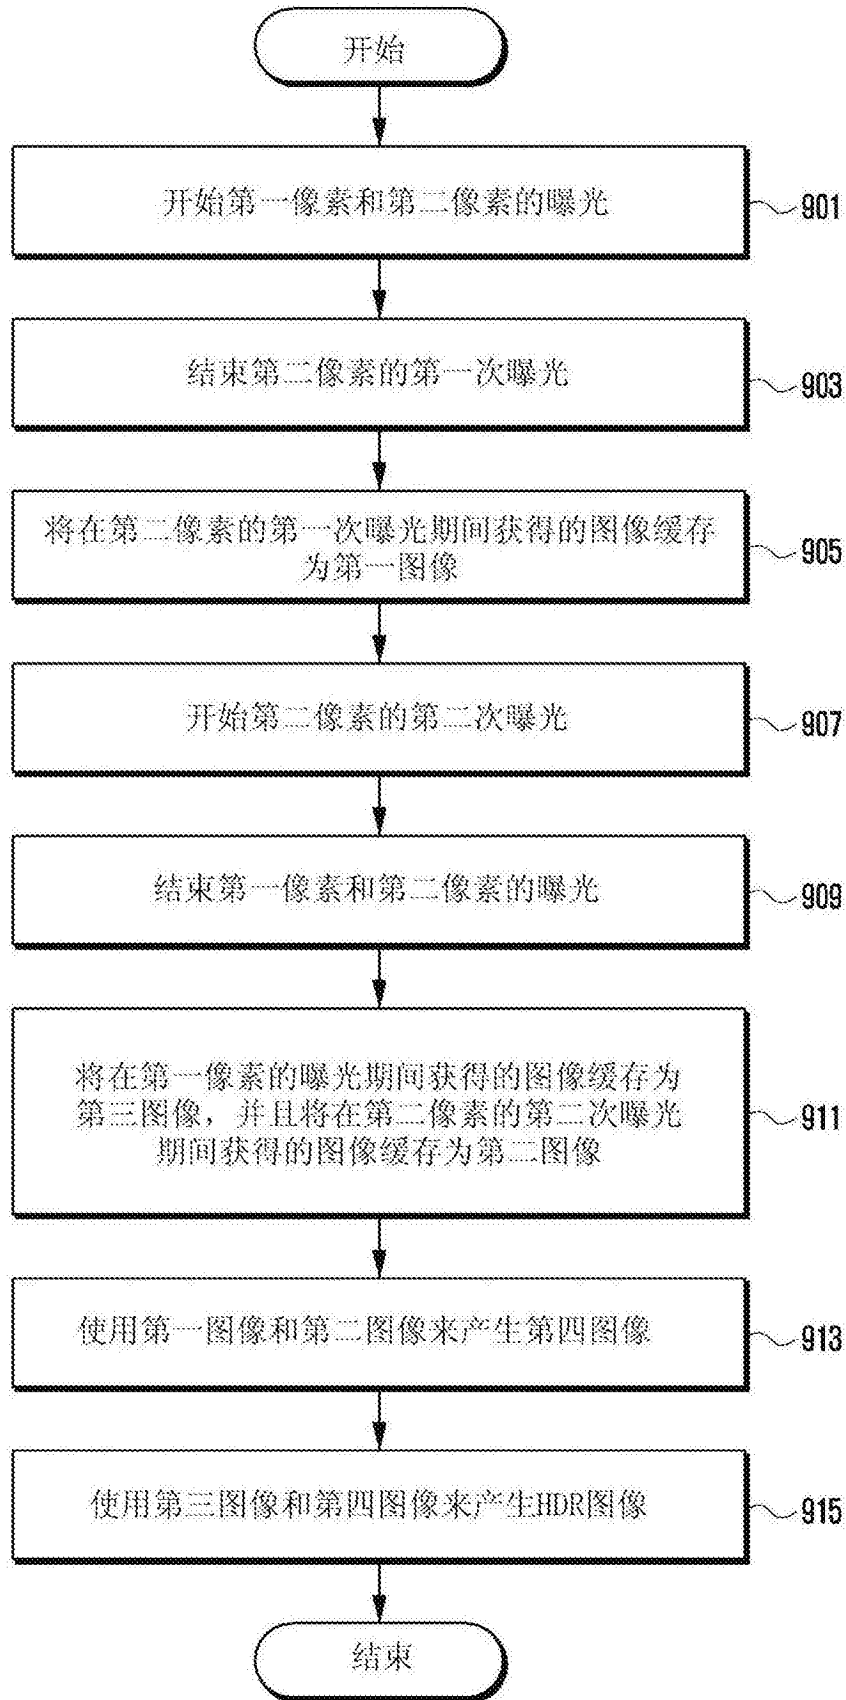 开始
开始第一像素和第二像素的曝光
901
结束第二像素的第一次曝光
903
将在第二像素的第一次曝光期间获得的图像缓存
为第一图像
905
开始第二像素的第二次曝光
907
结束第一像素和第二像素的曝光
909
将在第一像素的曝光期间获得的图像缓存为
第三图像，并且将在第二像素的第二次曝光
期间获得的图像缓存为第二图像
911
使用第一图像和第二图像来产生第四图像
913
使用第三图像和第四图像来产生HDR图像
915
结束